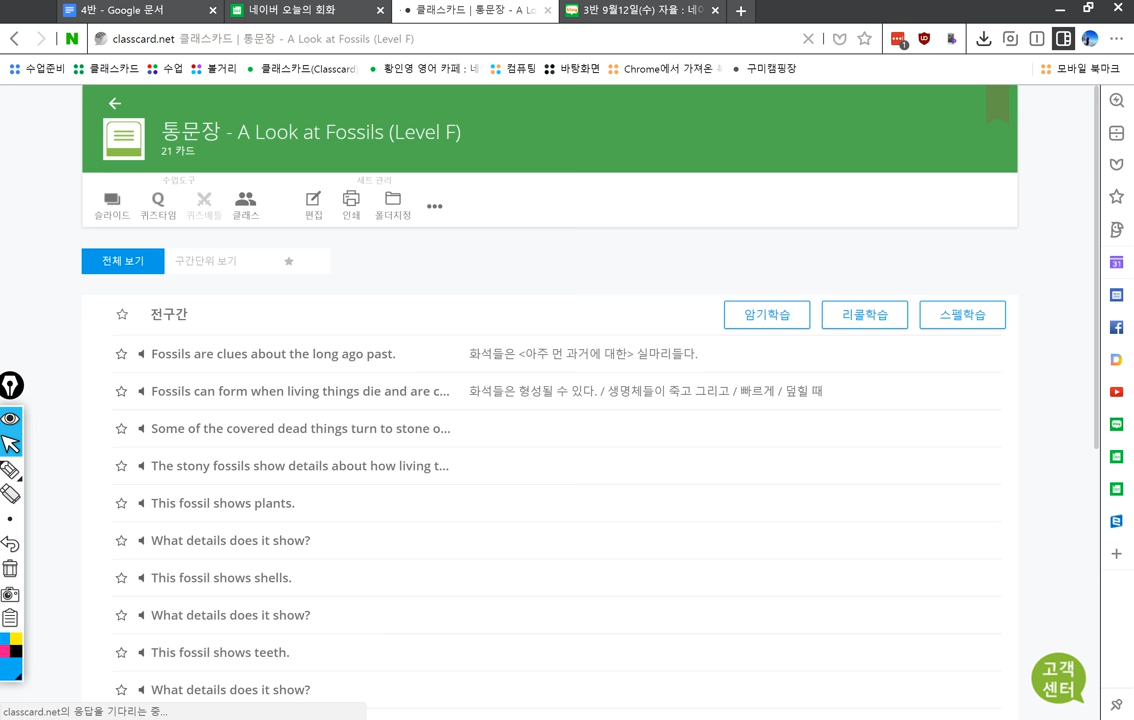 4반 - Google 문서
네이버 오늘의 회화
클래스카드 | 통문장 - A Lo
3반 9월12일(수) 자율 : 네이
classcard.net 클래스카드 | 통문장 - A Look at Fossils (Level F)
수업준비
클래스카드
수업
볼거리
클래스카드(Classcard
황인영 영어 카페 : 네
컴퓨팅
바탕화면
Chrome에서 가져온
구미캠핑장
모바일 북마크
통문장 - A Look at Fossils (Level F)
21 카드
수업도구
세트 관리
슬라이드
퀴즈타임
퀴즈배틀
클래스
편집
인쇄
폴더지정
전체 보기
구간단위 보기
전구간
암기학습
리콜학습
스펠학습
Fossils are clues about the long ago past.
화석들은 <아주 먼 과거에 대한> 실마리들다.
Fossils can form when living things die and are c...
화석들은 형성될 수 있다. / 생명체들이 죽고 그리고 / 빠르게 / 덮힐 때
Some of the covered dead things turn to stone o...
The stony fossils show details about how living t...
This fossil shows plants.
What details does it show?
This fossil shows shells.
What details does it show?
This fossil shows teeth.
What details does it show?
고객
센터
classcard.net의 응답을 기다리는 중...